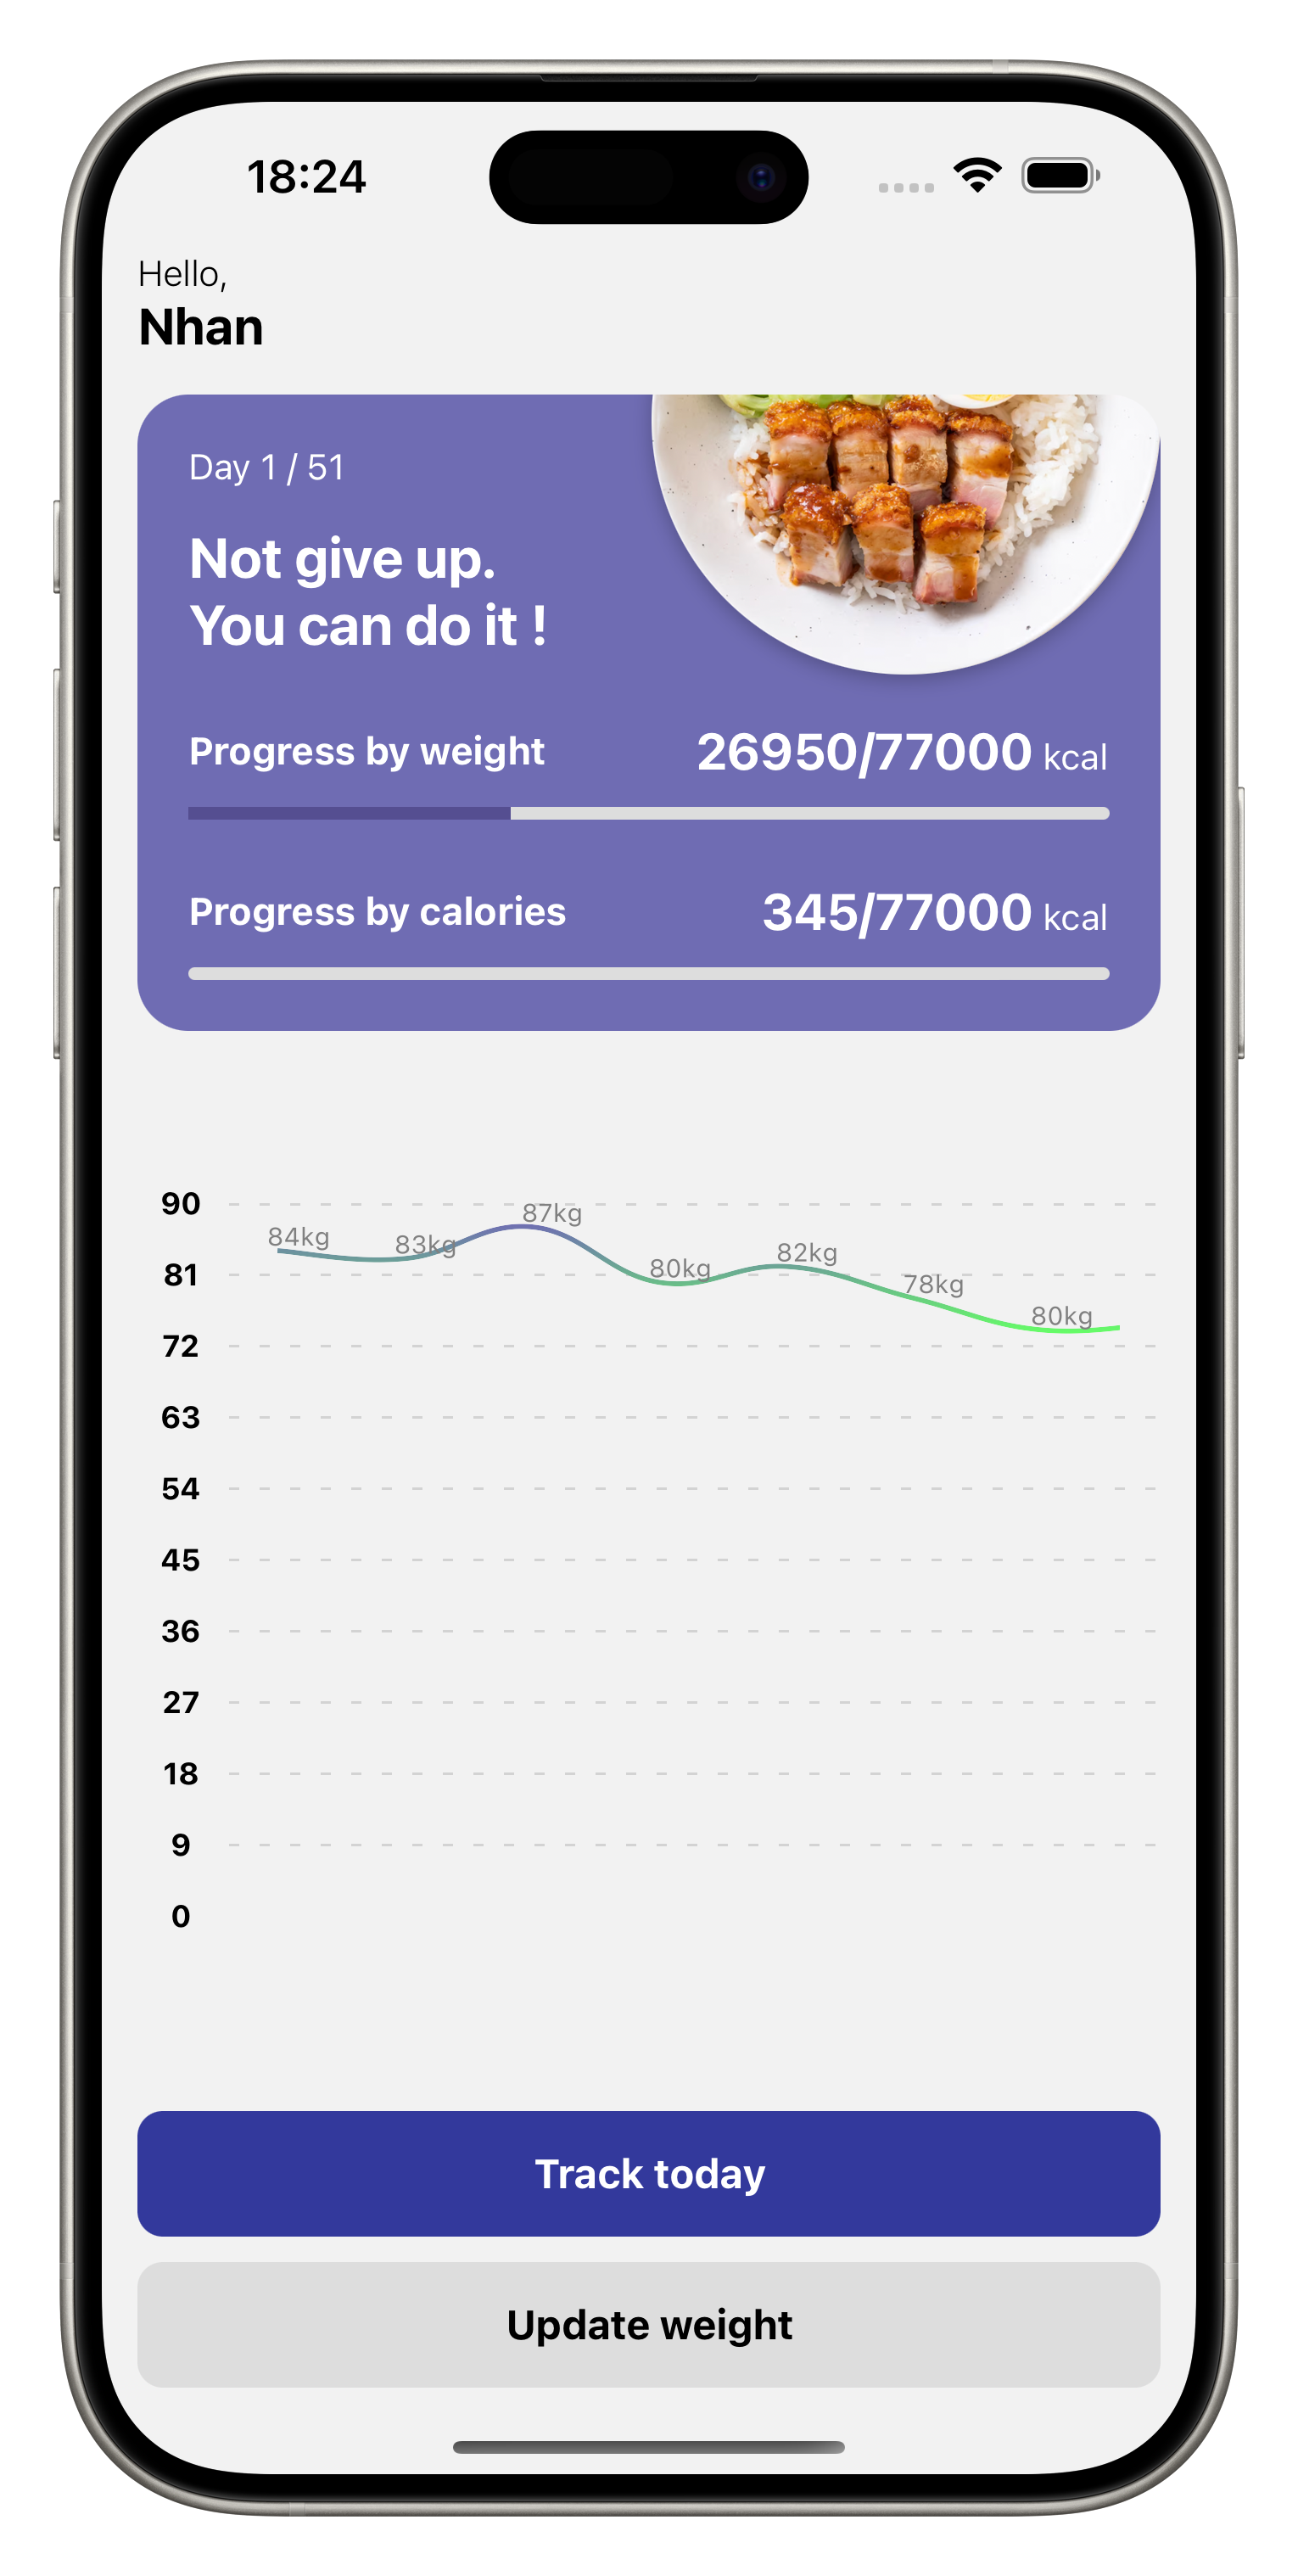 18:24
Hello,
Nhan
Day 1 / 51
Not give up.
You can do it !
Progress by weight 26950/77000 kcal
Progress by calories 345/77000 kcal
90
84kg 83kg 87kg 80kg 82kg 78kg 80kg
81
72
63
54
45
36
27
18
9
0
Track today
Update weight